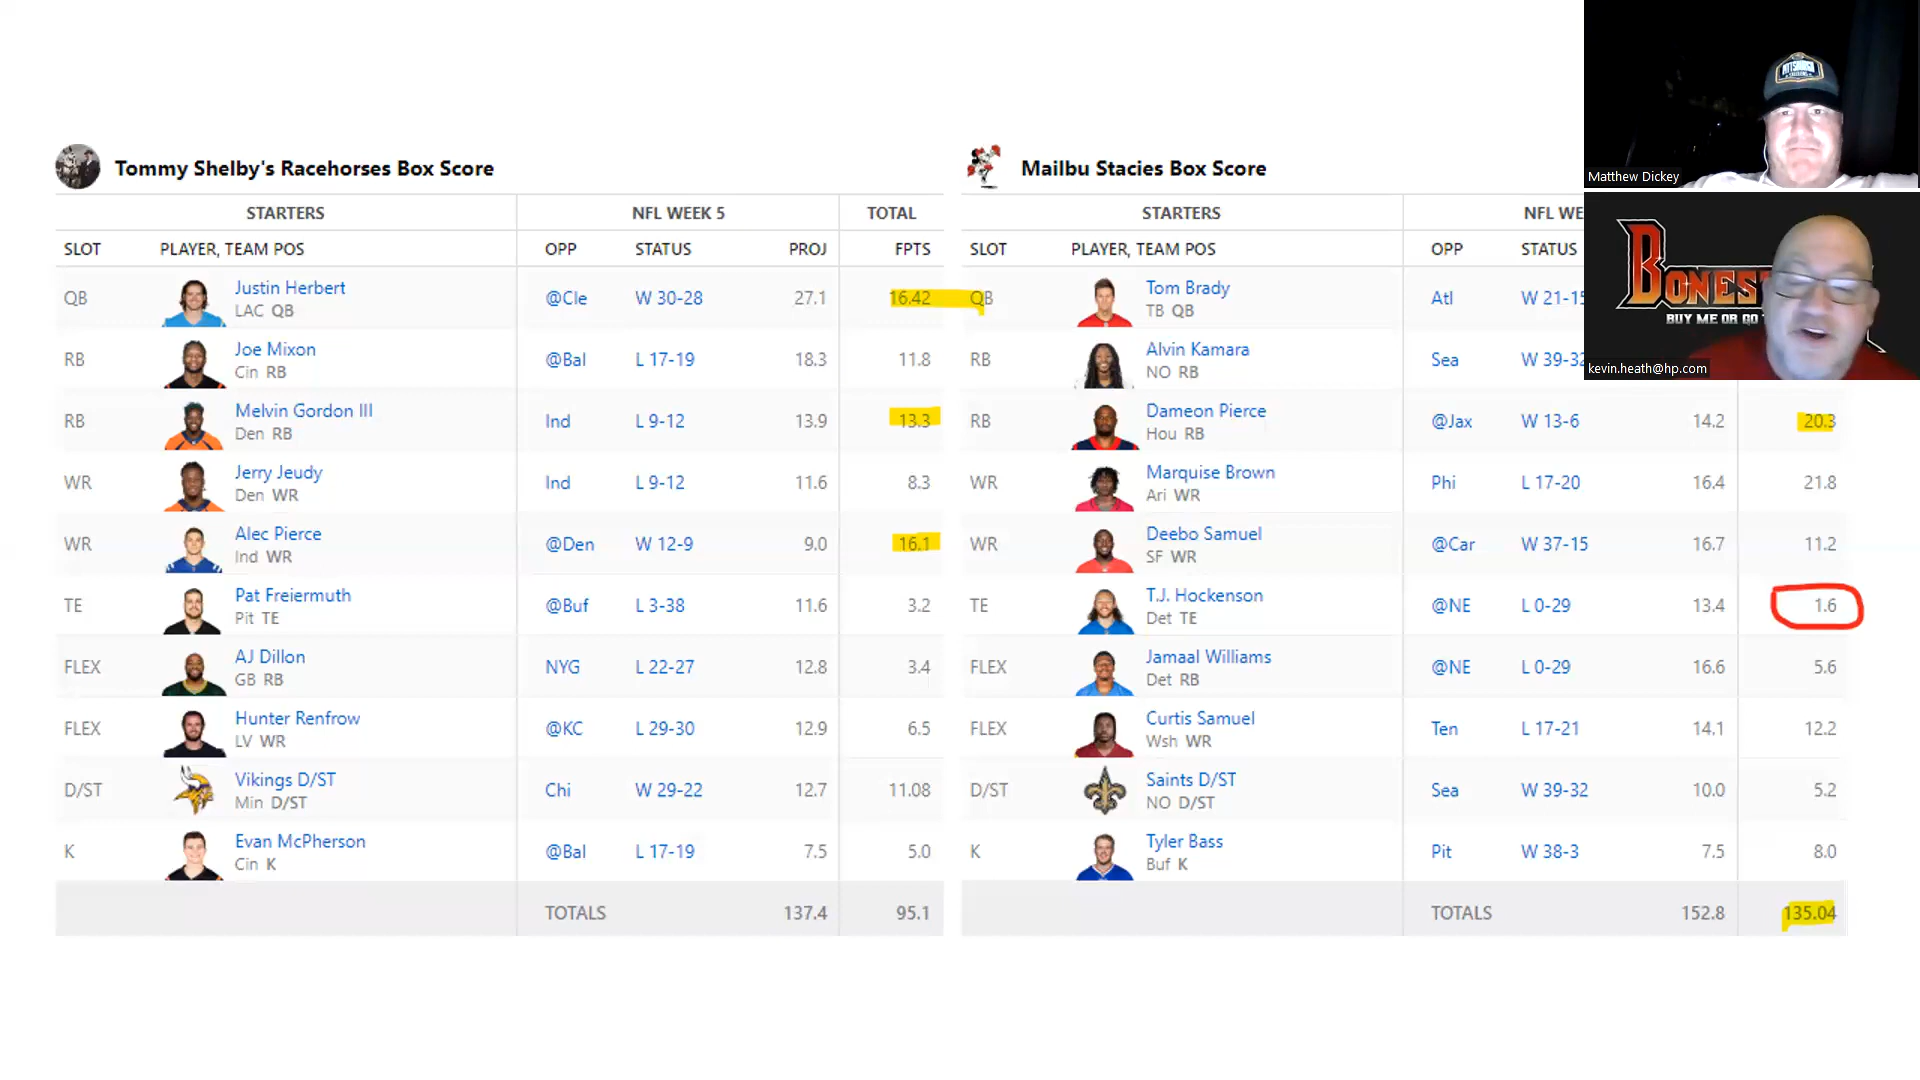 Tommy Shelby's Racehorses Box Score
STARTERS NFL WEEK 5 TOTAL
SLOT PLAYER, TEAM POS OPP STATUS PROJ FPTS
QB Justin Herbert @Cle W 30-28 27.1 16.42
LAC QB
RB Joe Mixon @Bal L 17-19 18.3 11.8
Cin RB
RB Melvin Gordon III Ind L 9-12 13.9 13.3
Den RB
WR Jerry Jeudy Ind L 9-12 11.6 8.3
Den WR
WR Alec Pierce @Den W 12-9 9.0 16.1
Ind WR
TE Pat Freiermuth @Buf L 3-38 11.6 3.2
Pit TE
FLEX AJ Dillon NYG L 22-27 12.8 3.4
GB RB
FLEX Hunter Renfrow @KC L 29-30 12.9 6.5
LV WR
D/ST Vikings D/ST Chi W 29-22 12.7 11.08
Min D/ST
K Evan McPherson @Bal L 17-19 7.5 5.0
Cin K
TOTALS 137.4 95.1
Mailbu Stacies Box Score
STARTERS NFL WE
SLOT PLAYER, TEAM POS OPP STATUS
QB Tom Brady Atl W 21-15
TB QB
RB Alvin Kamara Sea W 39-32
NO RB
RB Dameon Pierce @Jax W 13-6 14.2 20.3
Hou RB
WR Marquise Brown Phi L 17-20 16.4 21.8
Ari WR
WR Deebo Samuel @Car W 37-15 16.7 11.2
SF WR
TE T.J. Hockenson @NE L 0-29 13.4 1.6
Det TE
FLEX Jamaal Williams @NE L 0-29 16.6 5.6
Det RB
FLEX Curtis Samuel Ten L 17-21 14.1 12.2
Wsh WR
D/ST Saints D/ST Sea W 39-32 10.0 5.2
NO D/ST
K Tyler Bass Pit W 38-3 7.5 8.0
Buf K
TOTALS 152.8 135.04
PITTSBURGH
Matthew Dickey
BONES
BUY ME OR GO
kevin.heath@hp.com